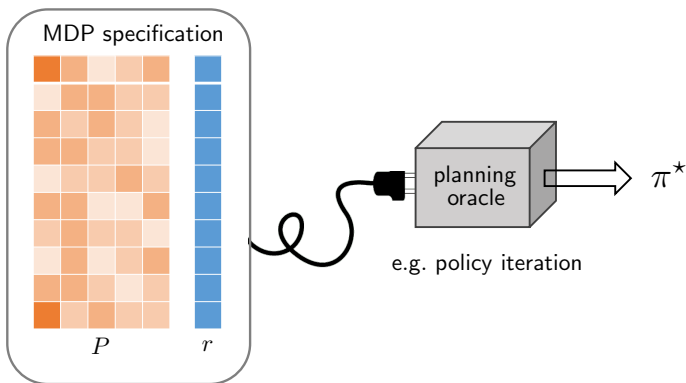 MDP specification
P
r
planning
oracle
e.g. policy iteration
π⋆